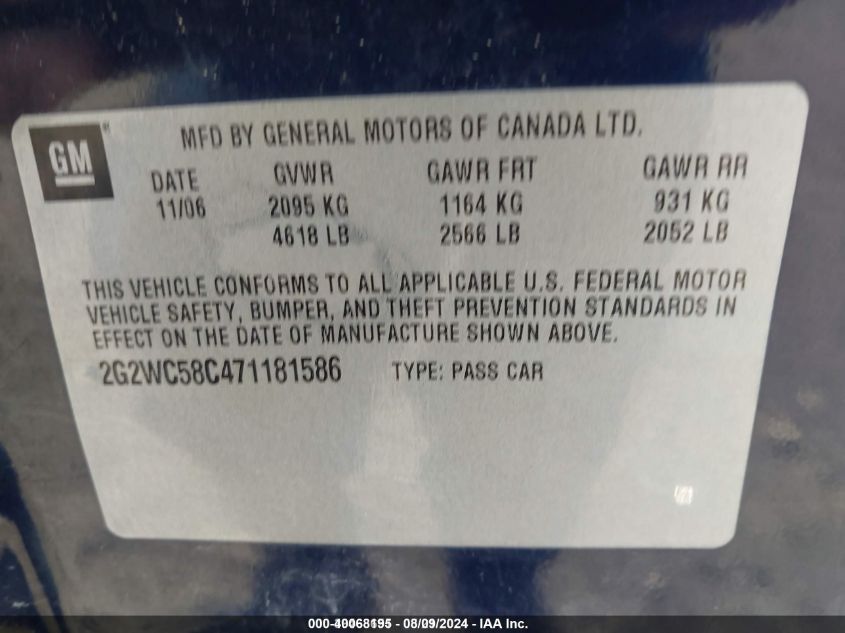 GM
MFD BY GENERAL MOTORS OF CANADA LTD.
DATE GVWR GAWR FRT GAWR RR
11/06 2095 KG 1164 KG 931 KG
4618 LB 2566 LB 2052 LB
THIS VEHICLE CONFORMS TO ALL APPLICABLE U.S. FEDERAL MOTOR
VEHICLE SAFETY, BUMPER, AND THEFT PREVENTION STANDARDS IN
EFFECT ON THE DATE OF MANUFACTURE SHOWN ABOVE.
2G2WC58C471181586 TYPE: PASS CAR
- IAA Inc.